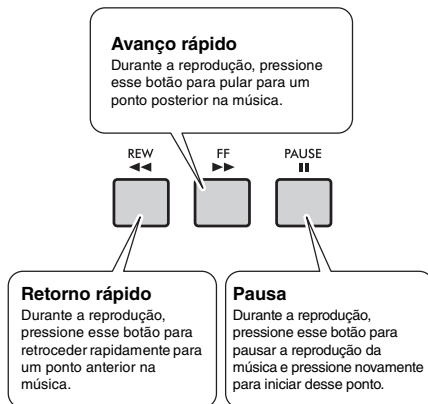 Avanço rápido
Durante a reprodução, pressione
esse botão para pular para um
ponto posterior na música.
REW
FF
PAUSE
Retorno rápido
Durante a reprodução,
pressione esse botão para
retroceder rapidamente para
um ponto anterior na
música.
Pausa
Durante a reprodução,
pressione esse botão para
pausar a reprodução da
música e pressione novamente
para iniciar desse ponto.